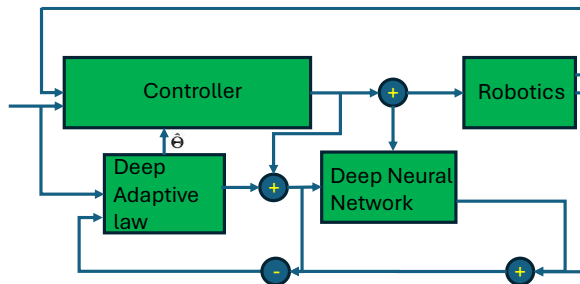 Controller
+
Robotics
Θ̂
Deep
Adaptive
law
+
Deep Neural
Network
-
+